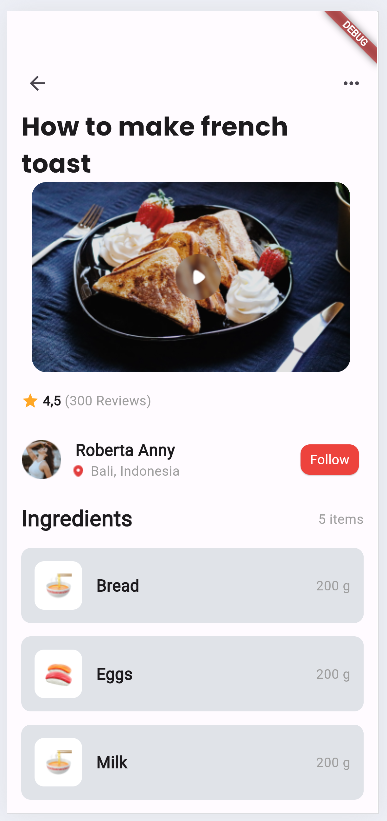 DEBUG
How to make french
toast
4,5 (300 Reviews)
Roberta Anny
Bali, Indonesia
Follow
Ingredients 5 items
Bread 200 g
Eggs 200 g
Milk 200 g